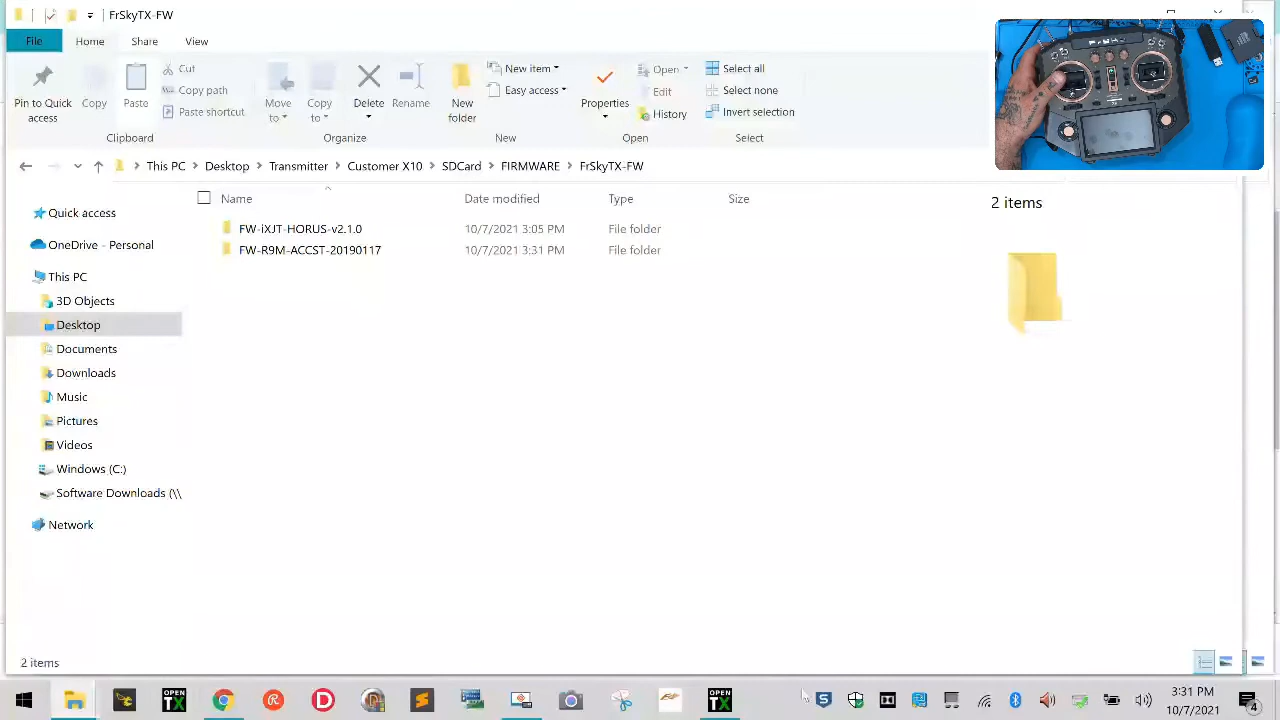 FrSkyTX-FW
File Home Share View
Pin to Quick access
Copy
Paste
Cut
Copy path
Paste shortcut
Clipboard
Move to
Copy To
Delete
Rename
Organize
New folder
New item
Easy access
New
Properties
Open
Edit
History
Open
Select all
Select none
Invert selection
Select
This PC Desktop Transmitter Customer X10 SDCard FIRMWARE FrSkyTX-FW
Name Date modified Type Size
FW-iXJT-HORUS-v2.1.0 10/7/2021 3:05 PM File folder
FW-R9M-ACCST-20190117 10/7/2021 3:31 PM File folder
2 items
Quick access
OneDrive - Personal
This PC
3D Objects
Desktop
Documents
Downloads
Music
Pictures
Videos
Windows (C:)
Software Downloads (\\
Network
2 items
OPEN TX
OPEN TX
3:31 PM
10/7/2021
4